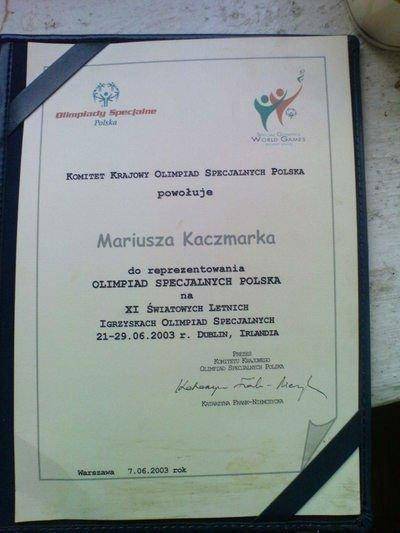 Olimpiady Specjalne
Polska
Special Olympics
World Games
Komitet Krajowy Olimpiad Specjalnych Polska
powołuje
Mariusza Kaczmarka
do reprezentowania
OLIMPIAD SPECJALNYCH POLSKA
na
XI Światowych Letnich
Igrzyskach Olimpiad Specjalnych
21-29.06.2003 r. Dublin, Irlandia
Prezes
Komitetu Krajowego
Olimpiad Specjalnych Polska
Katarzyna Frank-Niemczycka
Warszawa 7.06.2003 rok